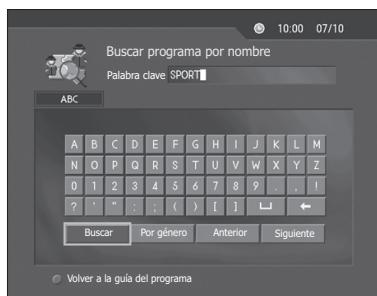 10:00 07/10
Buscar programa por nombre
Palabra clave SPORT
ABC
A B C D E F G H I J K L M
N O P Q R S T U V W X Y Z
0 1 2 3 4 5 6 7 8 9 . , !
? ' " : ; ( ) [ ]
Buscar Por género Anterior Siguiente
Volver a la guía del programa